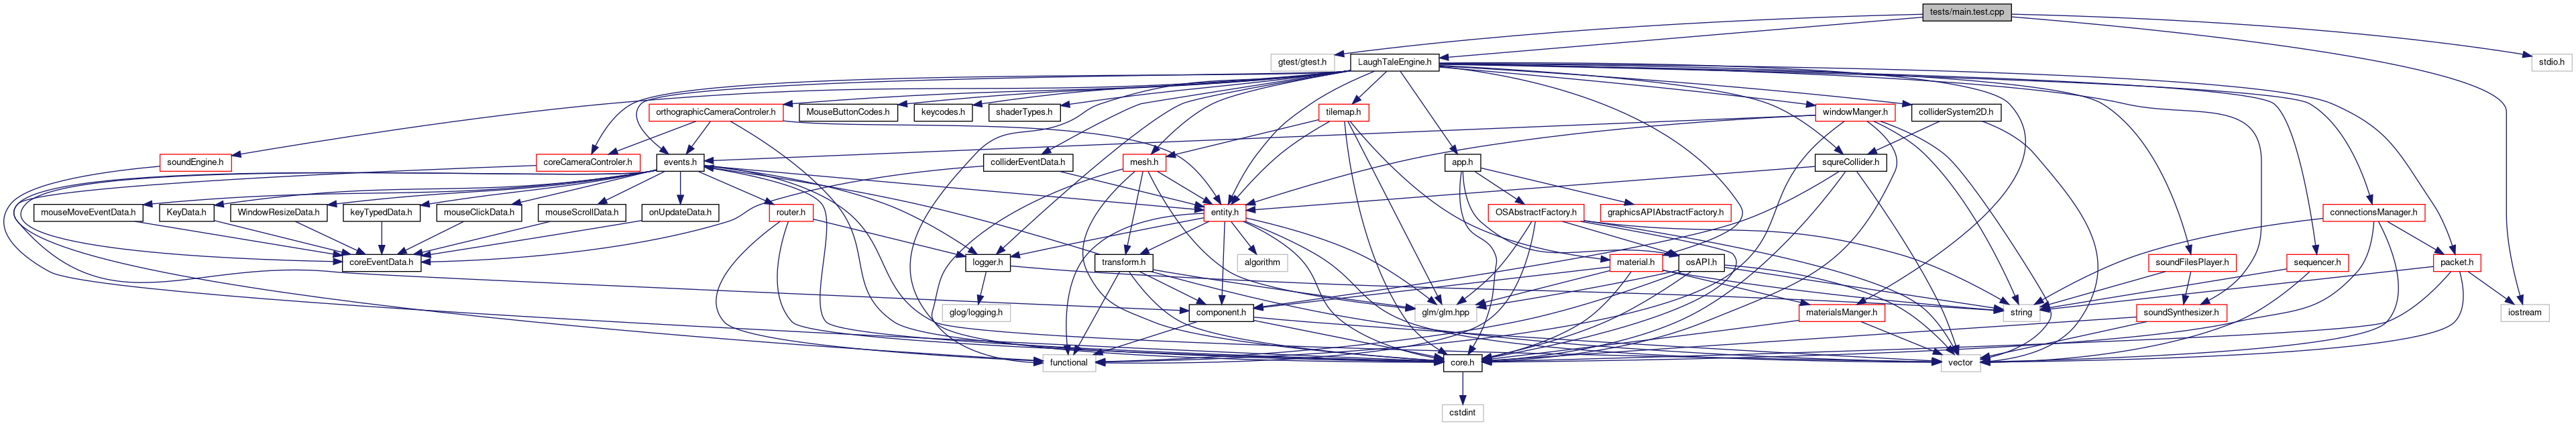 tests/main.test.cpp
gtest/gtest.h
LaughTaleEngine.h
stdio.h
orthographicCameraControler.h
MouseButtonCodes.h
keycodes.h
shaderTypes.h
tilemap.h
windowManger.h
colliderSystem2D.h
soundEngine.h
coreCameraControler.h
events.h
colliderEventData.h
mesh.h
app.h
squreCollider.h
mouseMoveEventData.h
KeyData.h
WindowResizeData.h
keyTypedData.h
mouseClickData.h
mouseScrollData.h
onUpdateData.h
router.h
entity.h
OSAbstractFactory.h
graphicsAPIAbstractFactory.h
connectionsManager.h
coreEventData.h
logger.h
transform.h
algorithm
material.h
osAPI.h
soundFilesPlayer.h
sequencer.h
packet.h
glog/logging.h
component.h
glm/glm.hpp
materialsManger.h
string
soundSynthesizer.h
iostream
functional
core.h
vector
cstdint